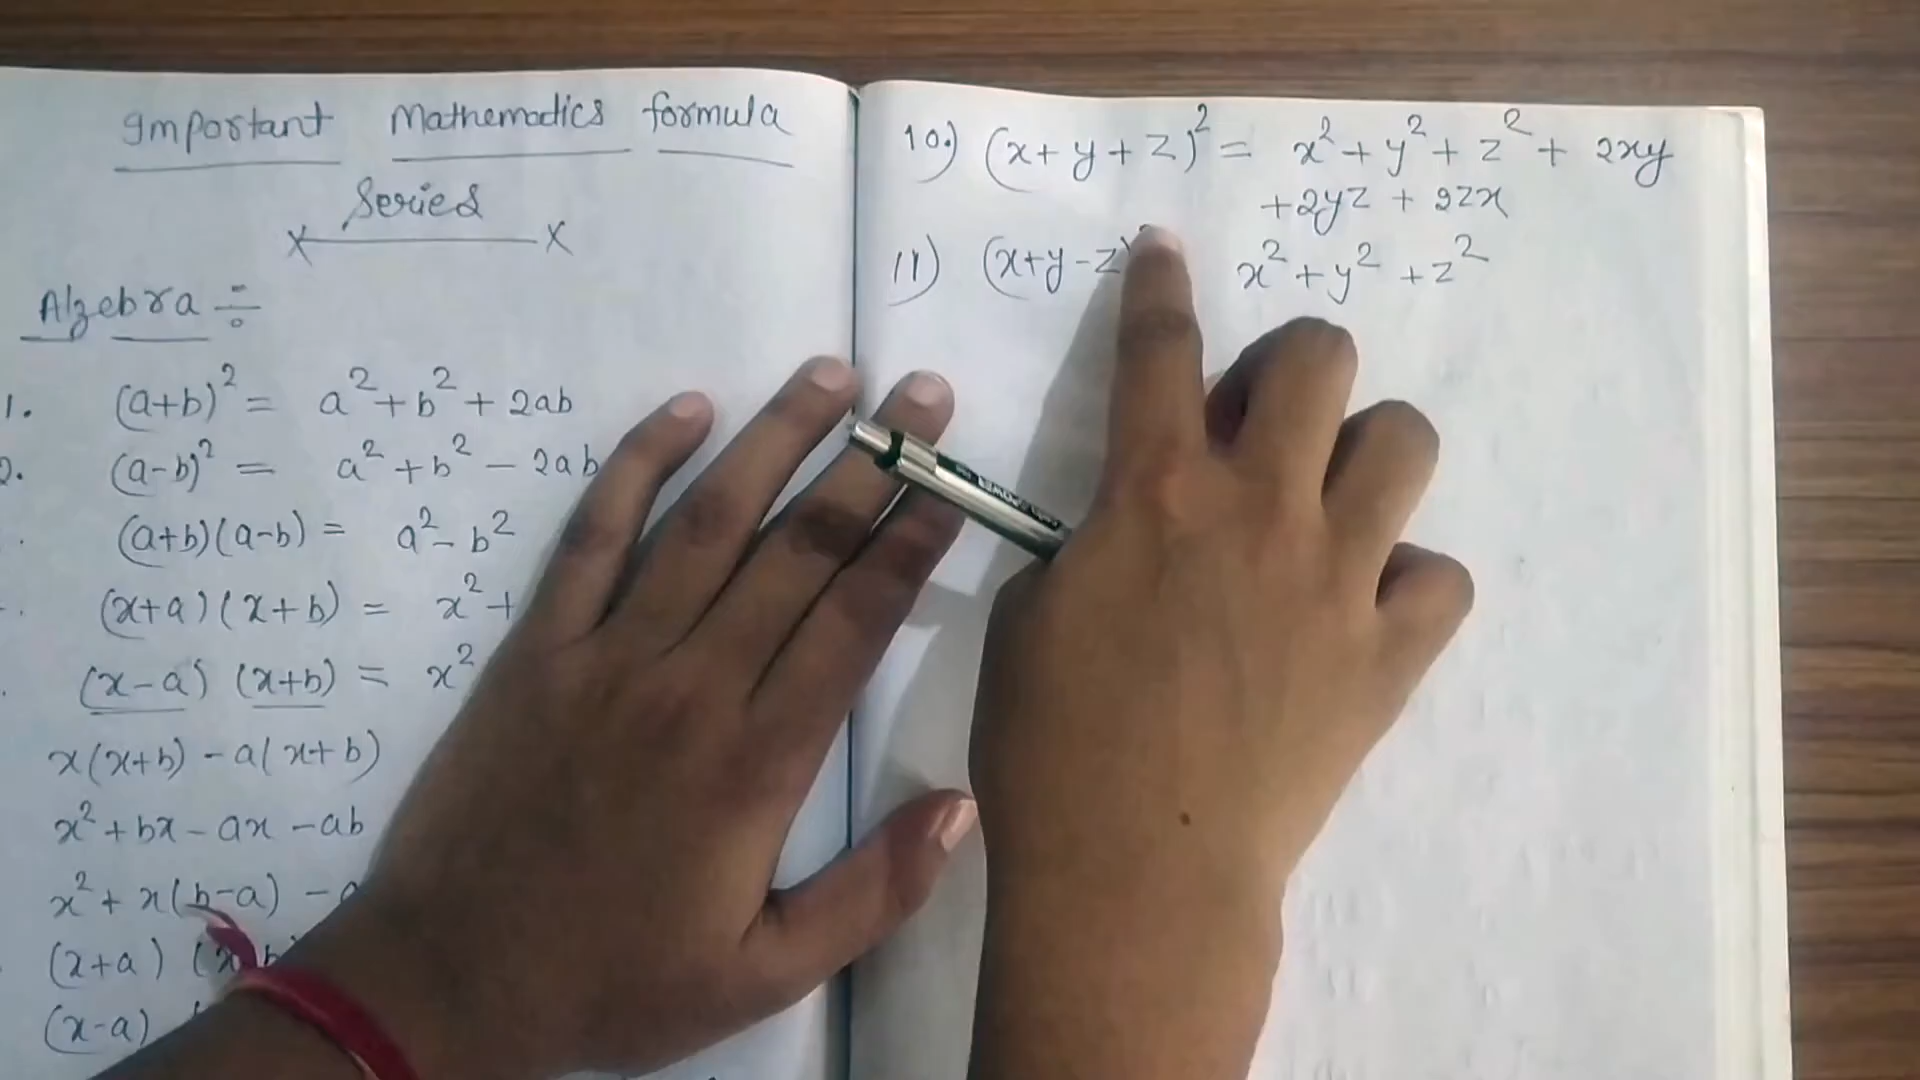 Important Mathematics formula
Series
x x
Algebra ÷
1. (a+b)² = a²+b² + 2ab
2. (a-b)² = a² +b² - 2ab
(a+b)(a-b) = a²- b²
(x+a)(x+b) = x²+
(x-a) (x+b) = x²
x(x+b) -a(x+b)
x²+bx-ax -ab
x²+ x(b-a) -
(x+a) (x b
(x-a)
10.) (x+y+z)² = x²+y²+z²+ 2xy
+2yz + 2zx
11) (x+y-z) x²+y² +z²